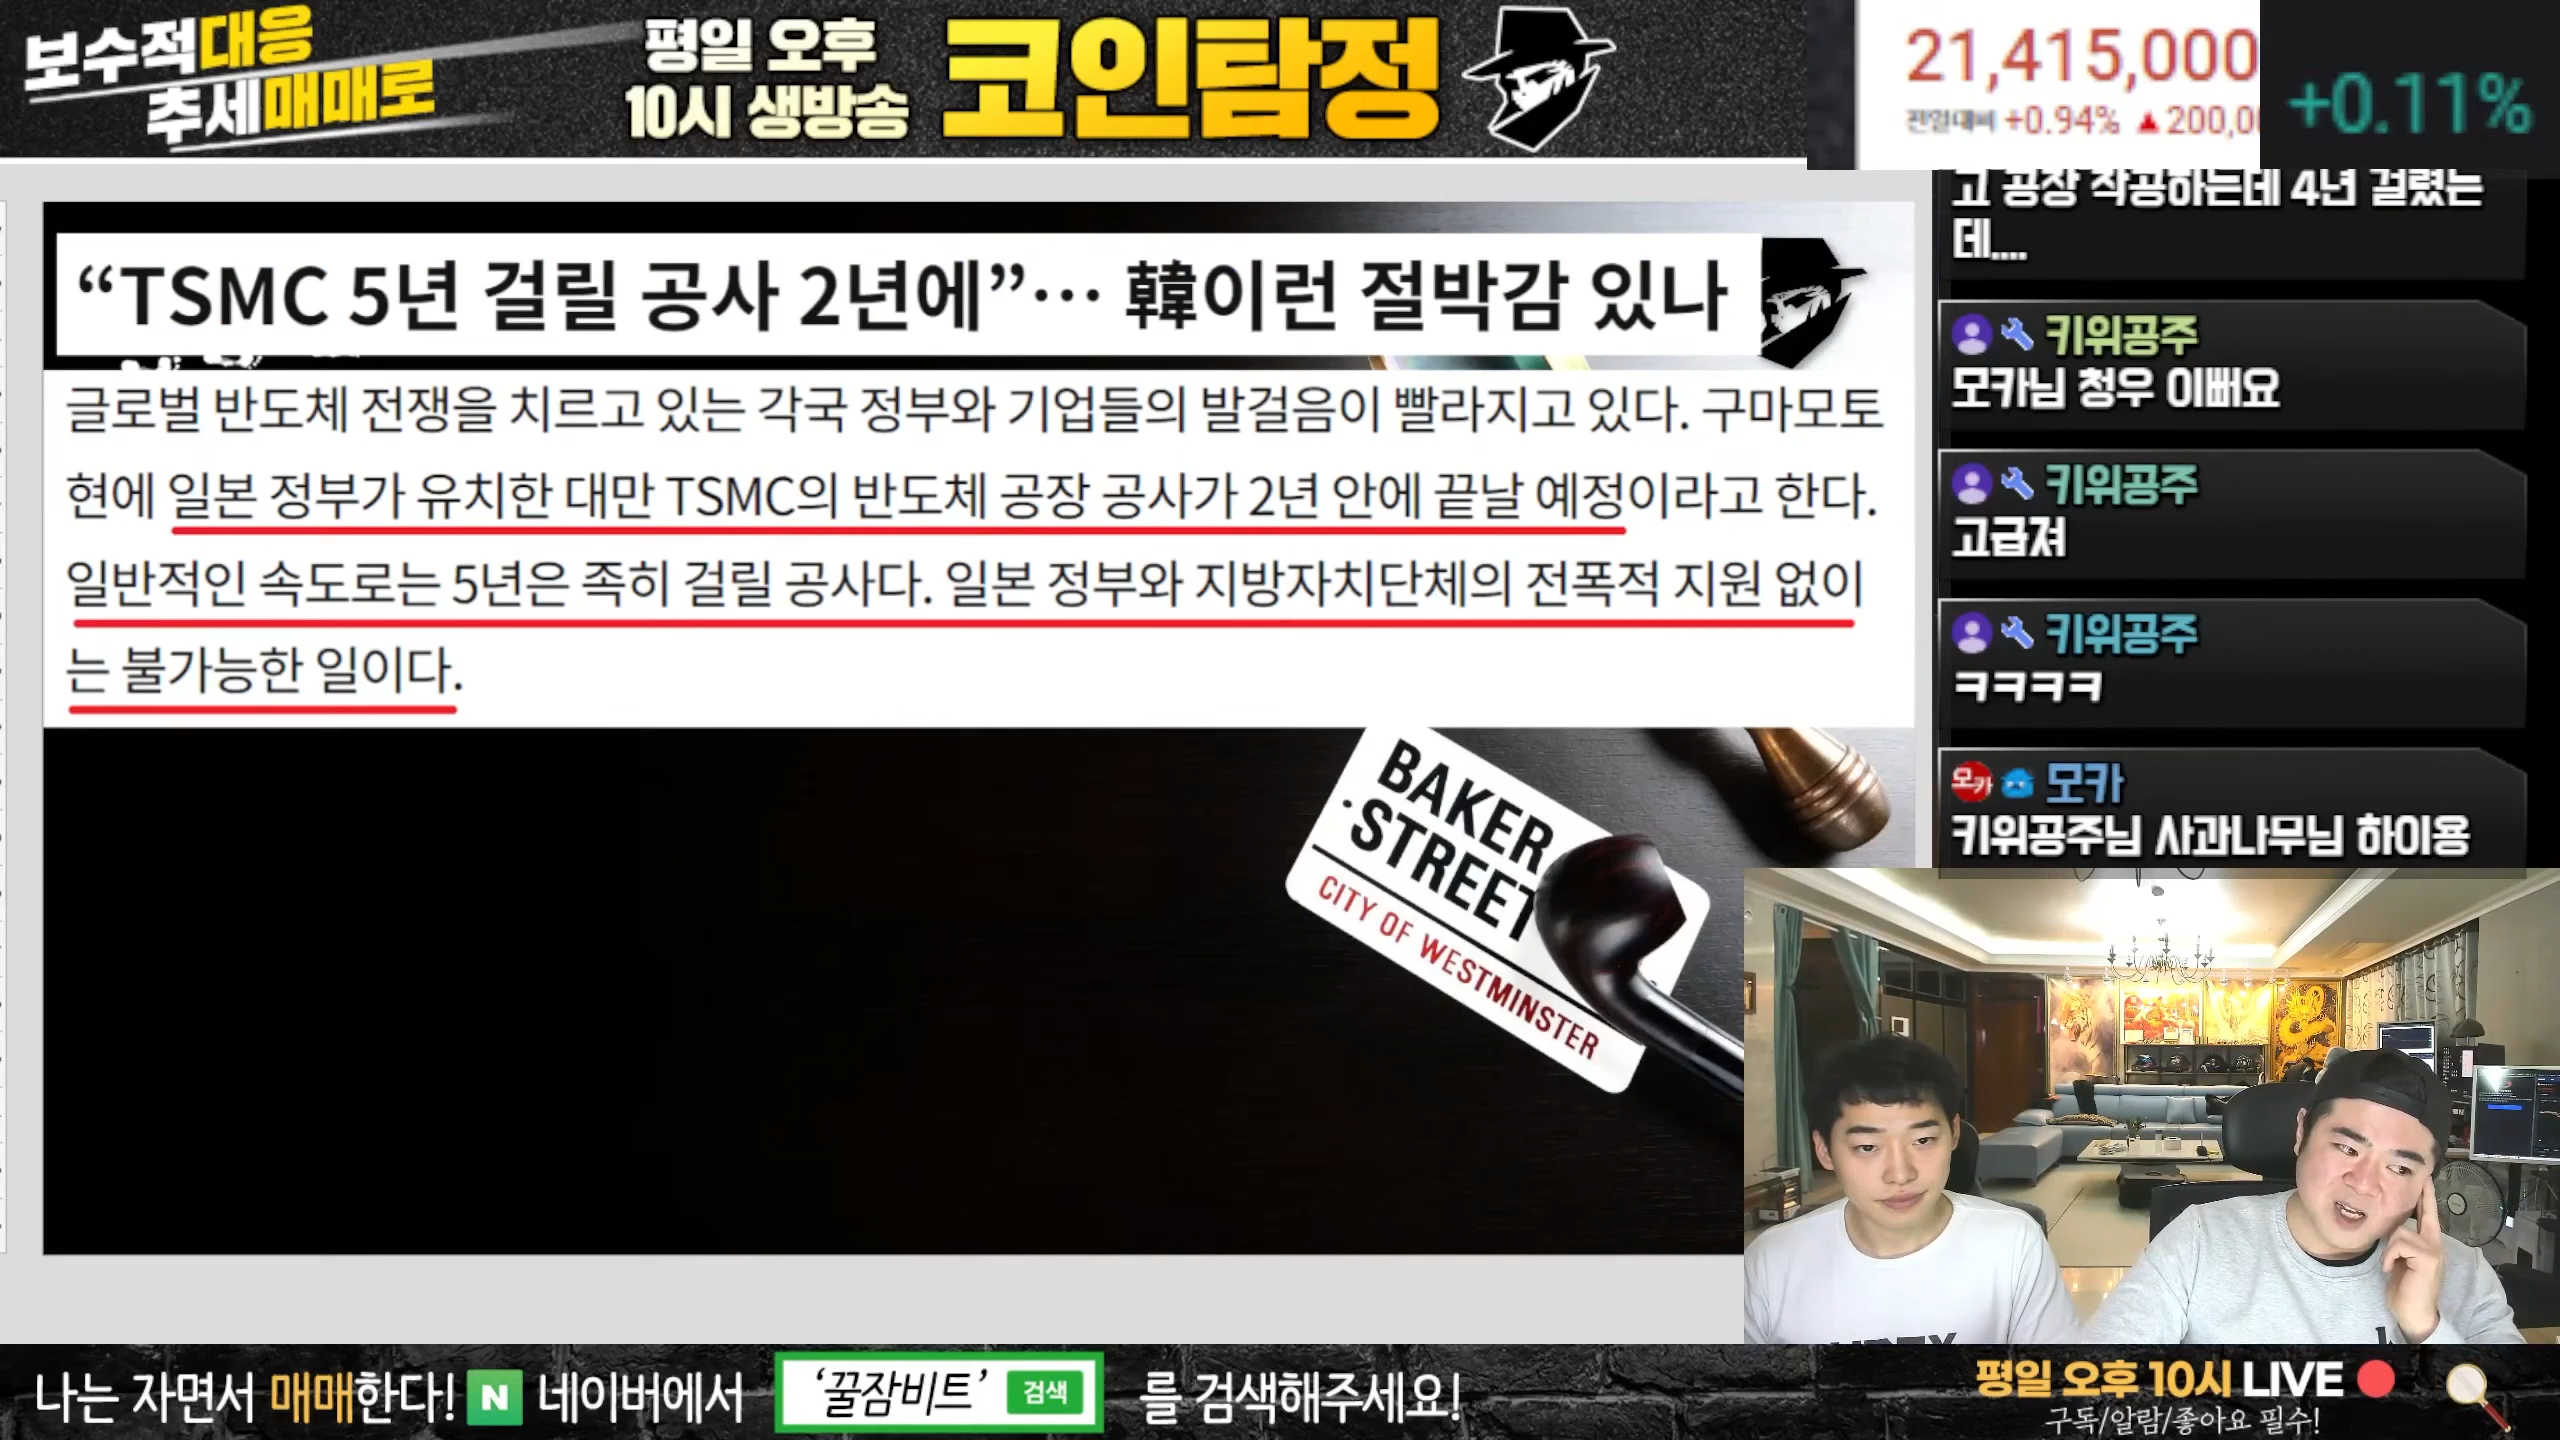 보수적대응
추세매매로
평일 오후
10시 생방송
코인탐정
21,415,000
전일대비 +0.94% ▲200,0
+0.11%
“TSMC 5년 걸릴 공사 2년에”… 韓이런 절박감 있나
글로벌 반도체 전쟁을 치르고 있는 각국 정부와 기업들의 발걸음이 빨라지고 있다. 구마모토
현에 일본 정부가 유치한 대만 TSMC의 반도체 공장 공사가 2년 안에 끝날 예정이라고 한다.
일반적인 속도로는 5년은 족히 걸릴 공사다. 일본 정부와 지방자치단체의 전폭적 지원 없이
는 불가능한 일이다.
BAKER
STREET
CITY OF WESTMINSTER
고 공장 착공하는데 4년 걸렸는
데....
키위공주
모카님 청우 이뻐요
키위공주
고급져
키위공주
ㅋㅋㅋㅋ
모카 모카
키위공주님 사과나무님 하이용
나는 자면서 매매한다! N 네이버에서 ‘꿀잠비트’ 검색 를 검색해주세요!
평일 오후 10시 LIVE
구독/알람/좋아요 필수!